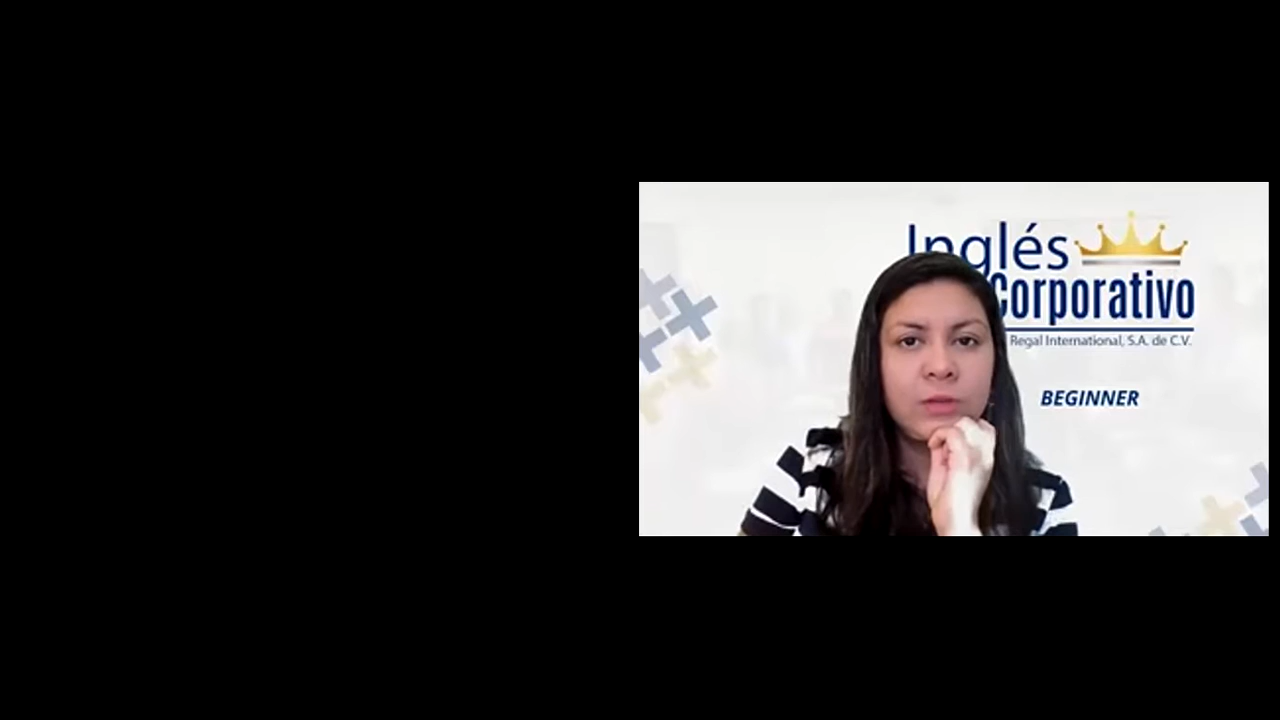 Inglés
Corporativo
Regal International, S.A. de C.V.
BEGINNER